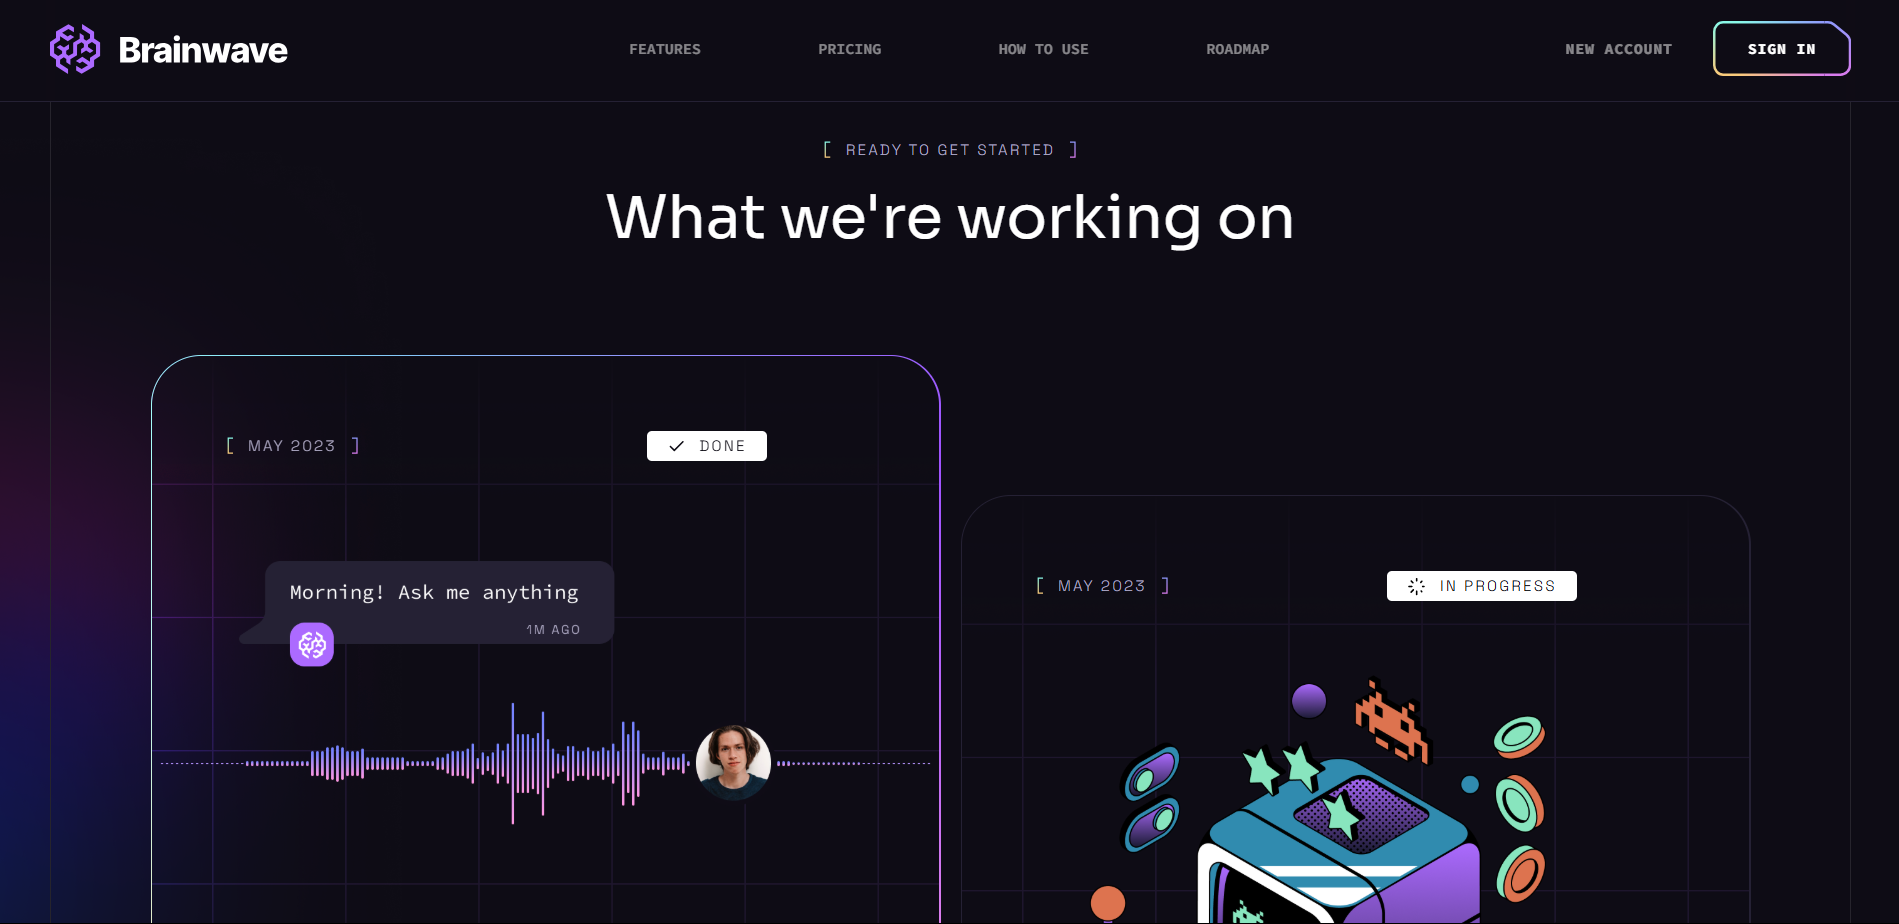 Brainwave
FEATURES
PRICING
HOW TO USE
ROADMAP
NEW ACCOUNT
SIGN IN
[ READY TO GET STARTED ]
What we're working on
[ MAY 2023 ]
DONE
Morning! Ask me anything
1M AGO
[ MAY 2023 ]
IN PROGRESS